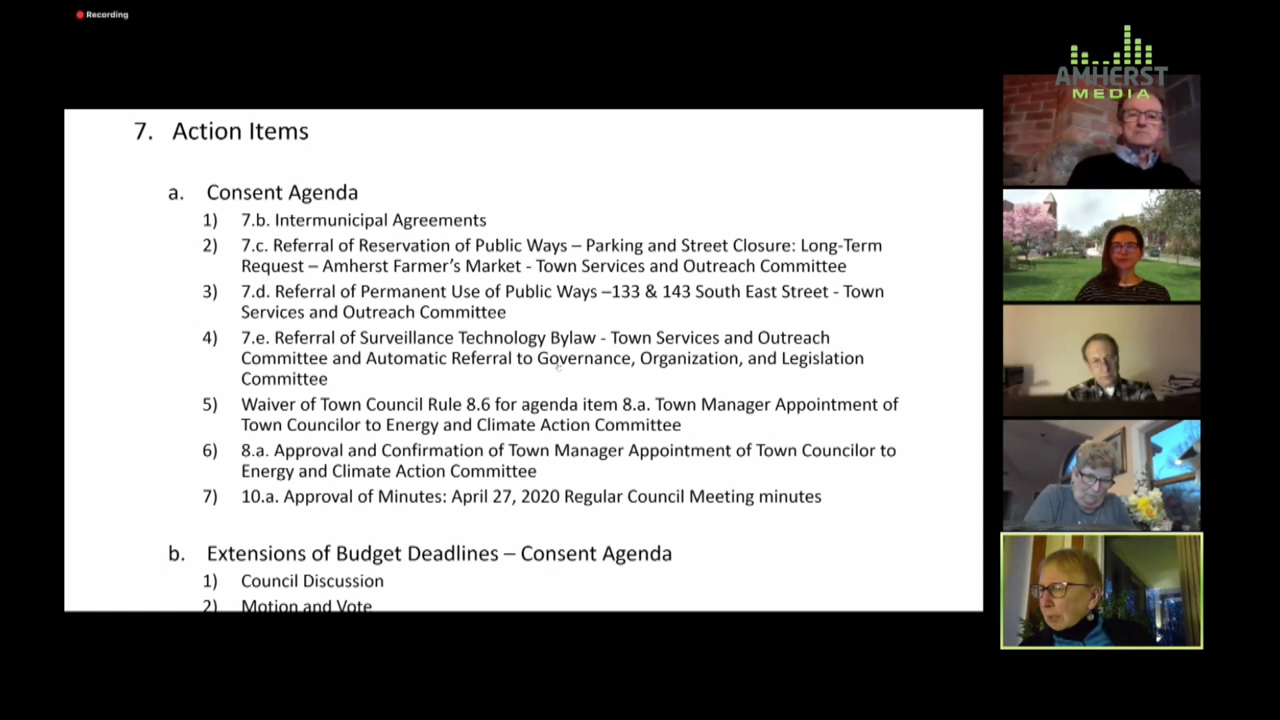 Recording
AMHERST
MEDIA
7. Action Items
a. Consent Agenda
1) 7.b. Intermunicipal Agreements
2) 7.c. Referral of Reservation of Public Ways – Parking and Street Closure: Long-Term
Request – Amherst Farmer’s Market - Town Services and Outreach Committee
3) 7.d. Referral of Permanent Use of Public Ways –133 & 143 South East Street - Town
Services and Outreach Committee
4) 7.e. Referral of Surveillance Technology Bylaw - Town Services and Outreach
Committee and Automatic Referral to Governance, Organization, and Legislation
Committee
5) Waiver of Town Council Rule 8.6 for agenda item 8.a. Town Manager Appointment of
Town Councilor to Energy and Climate Action Committee
6) 8.a. Approval and Confirmation of Town Manager Appointment of Town Councilor to
Energy and Climate Action Committee
7) 10.a. Approval of Minutes: April 27, 2020 Regular Council Meeting minutes
b. Extensions of Budget Deadlines – Consent Agenda
1) Council Discussion
2) Motion and Vote